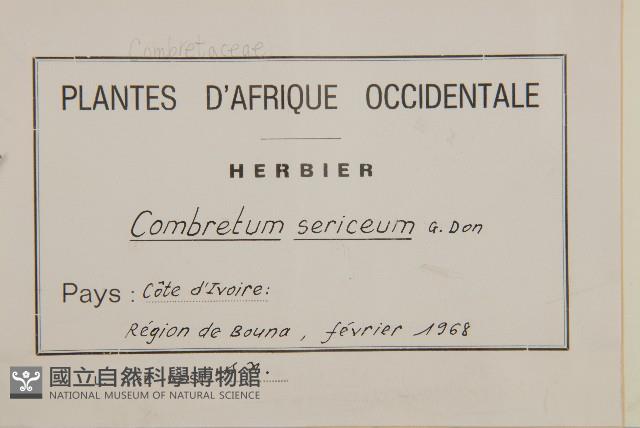 Combretaceae
PLANTES D'AFRIQUE OCCIDENTALE
HERBIER
Combretum sericeum G. Don
Pays : Côte d'Ivoire:
Région de Bouna, février 1968
國立自然科學博物館
NATIONAL MUSEUM OF NATURAL SCIENCE